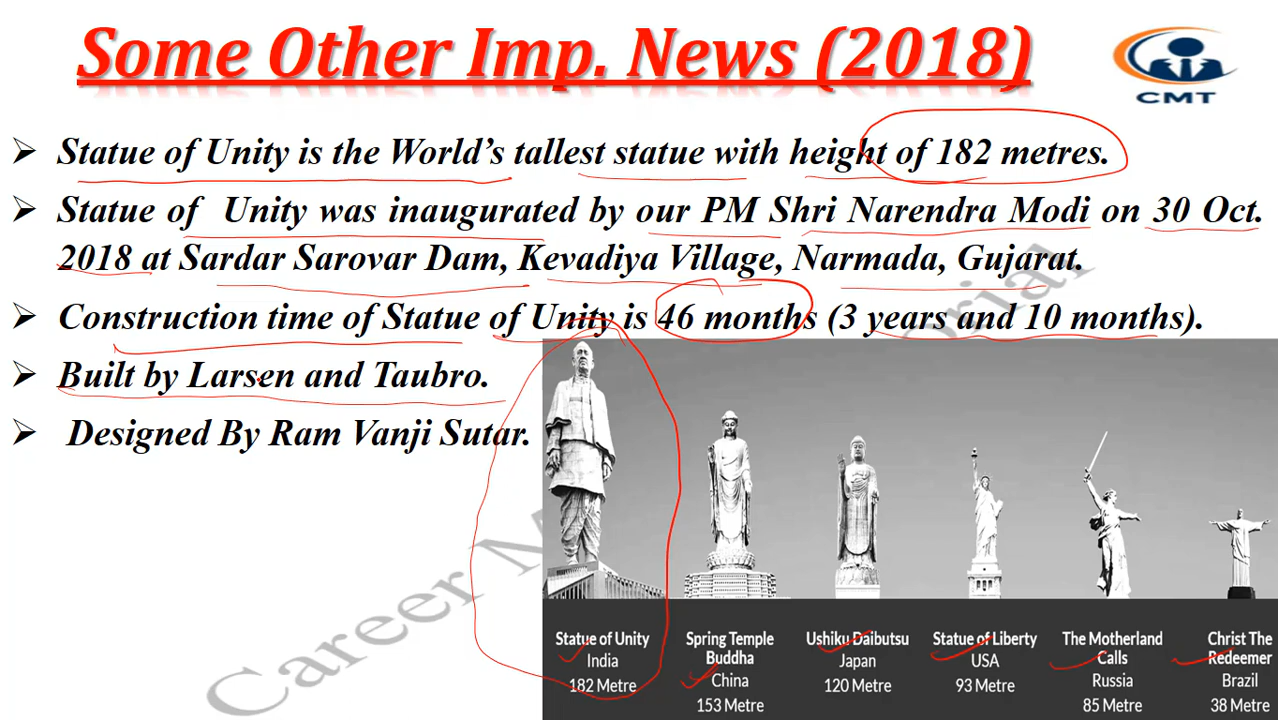 Some Other Imp. News (2018)
CMT
Statue of Unity is the World's tallest statue with height of 182 metres.
Statue of Unity was inaugurated by our PM Shri Narendra Modi on 30 Oct.
2018 at Sardar Sarovar Dam, Kevadiya Village, Narmada, Gujarat.
Construction time of Statue of Unity is 46 months (3 years and 10 months).
Built by Larsen and Taubro.
Designed By Ram Vanji Sutar.
Career
Statue of Unity
India
182 Metre
Spring Temple
Buddha
China
153 Metre
Ushiku Daibutsu
Japan
120 Metre
Statue of Liberty
USA
93 Metre
The Motherland
Calls
Russia
85 Metre
Christ The
Redeemer
Brazil
38 Metre